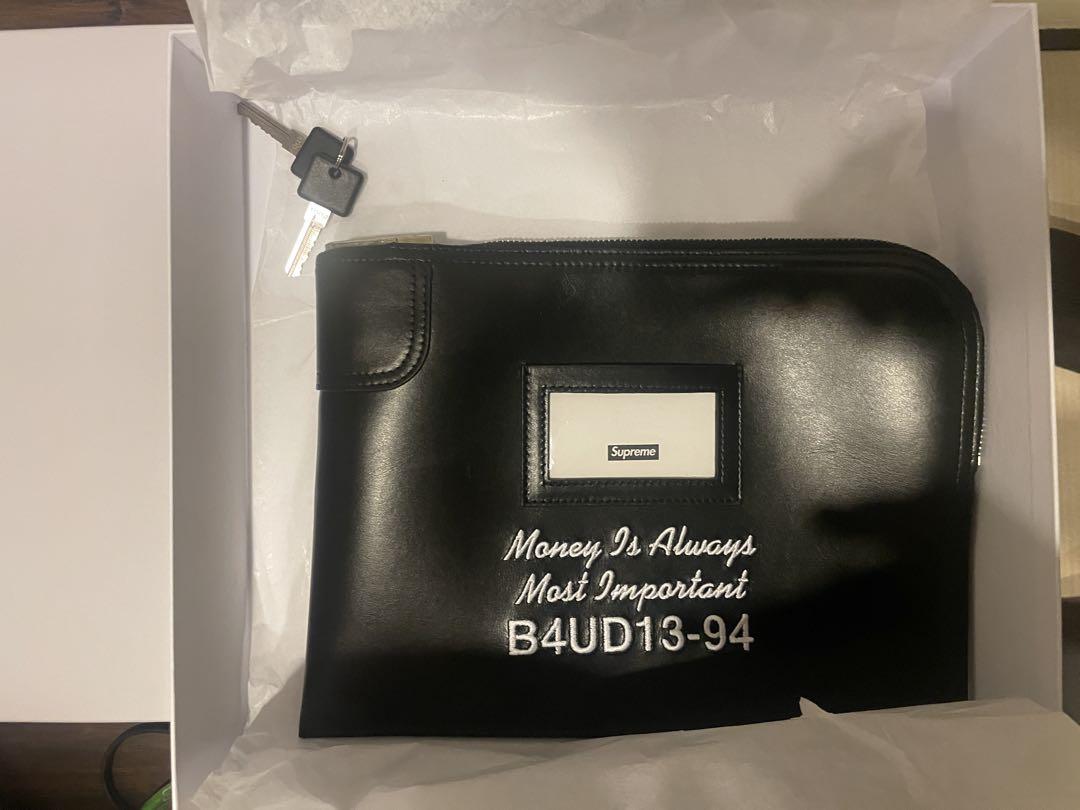 Supreme
Money Is Always
Most Important
B4UD13-94